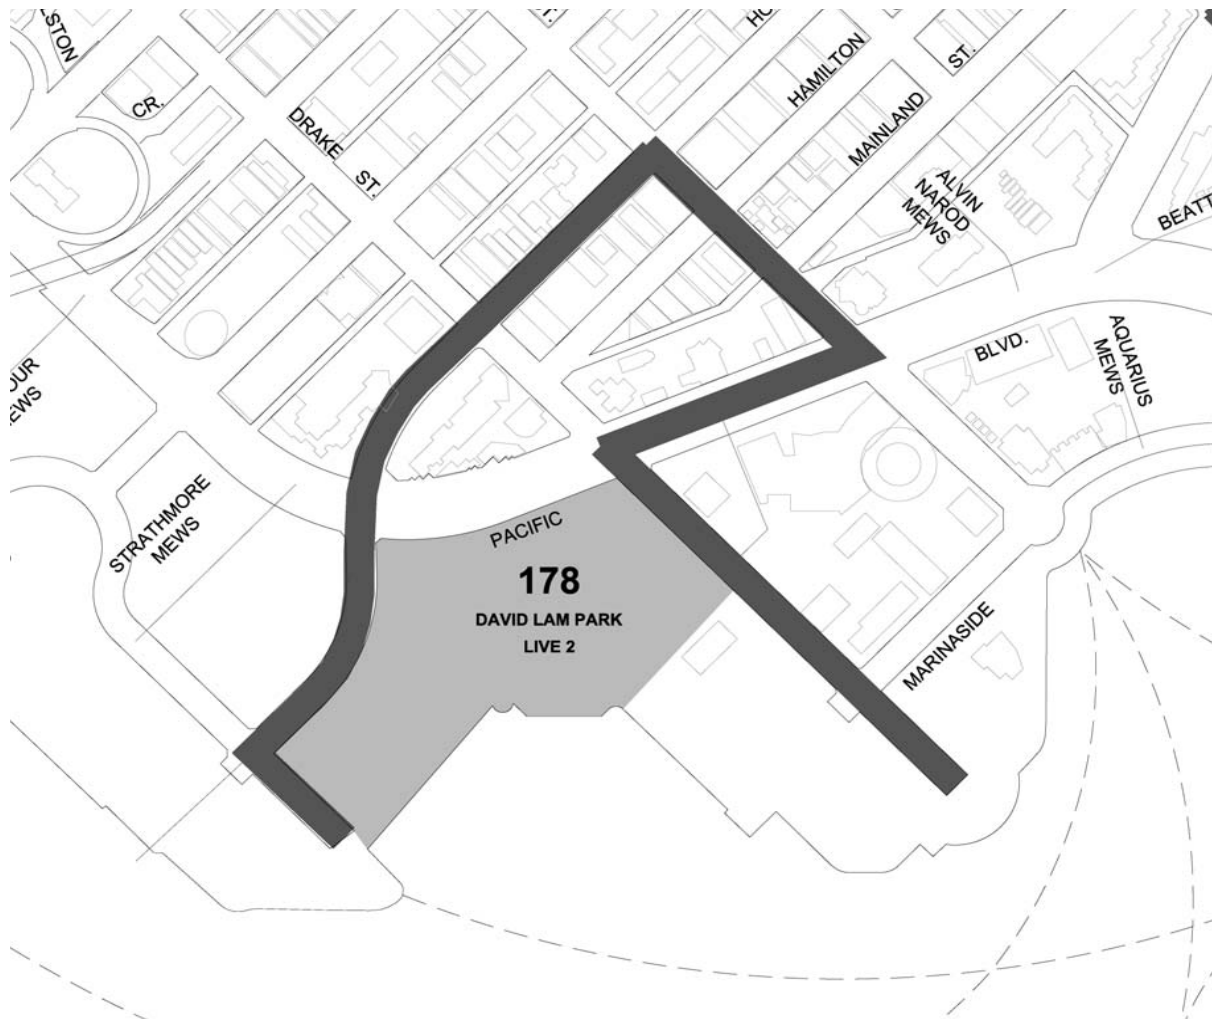 CR.
DRAKE
ST.
HAMILTON
ST.
MAINLAND
ALVIN
NAROD
MEWS
BLVD.
AQUARIUS
MEWS
STRATHMORE
MEWS
PACIFIC
178
DAVID LAM PARK
LIVE 2
MARINASIDE